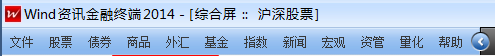 Wind资讯金融终端2014 - [综合屏 :: 沪深股票]
文件 股票 债券 商品 外汇 基金 指数 新闻 宏观 资管 量化 帮助